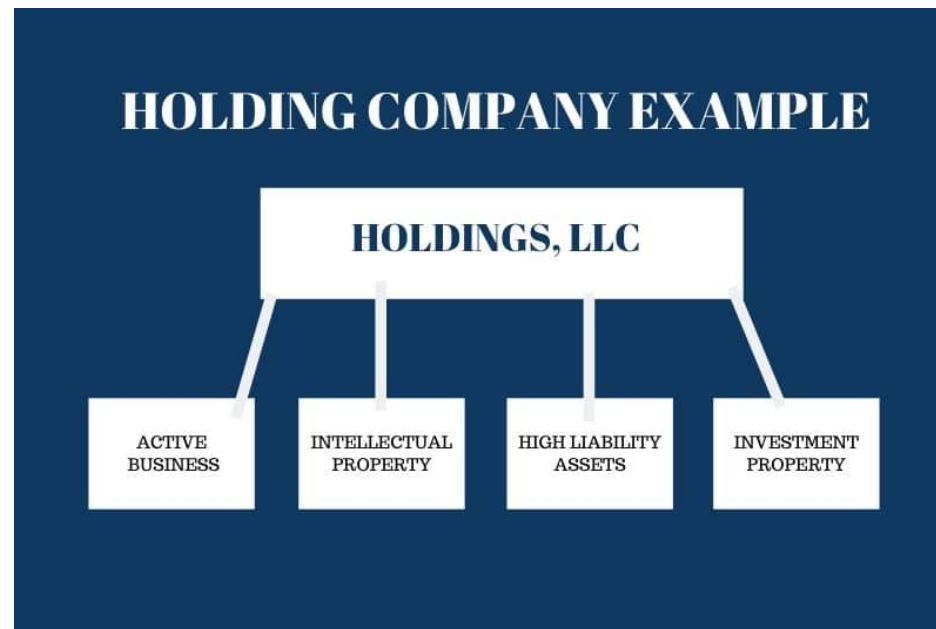 HOLDING COMPANY EXAMPLE
HOLDINGS, LLC
ACTIVE
BUSINESS
INTELLECTUAL
PROPERTY
HIGH LIABILITY
ASSETS
INVESTMENT
PROPERTY